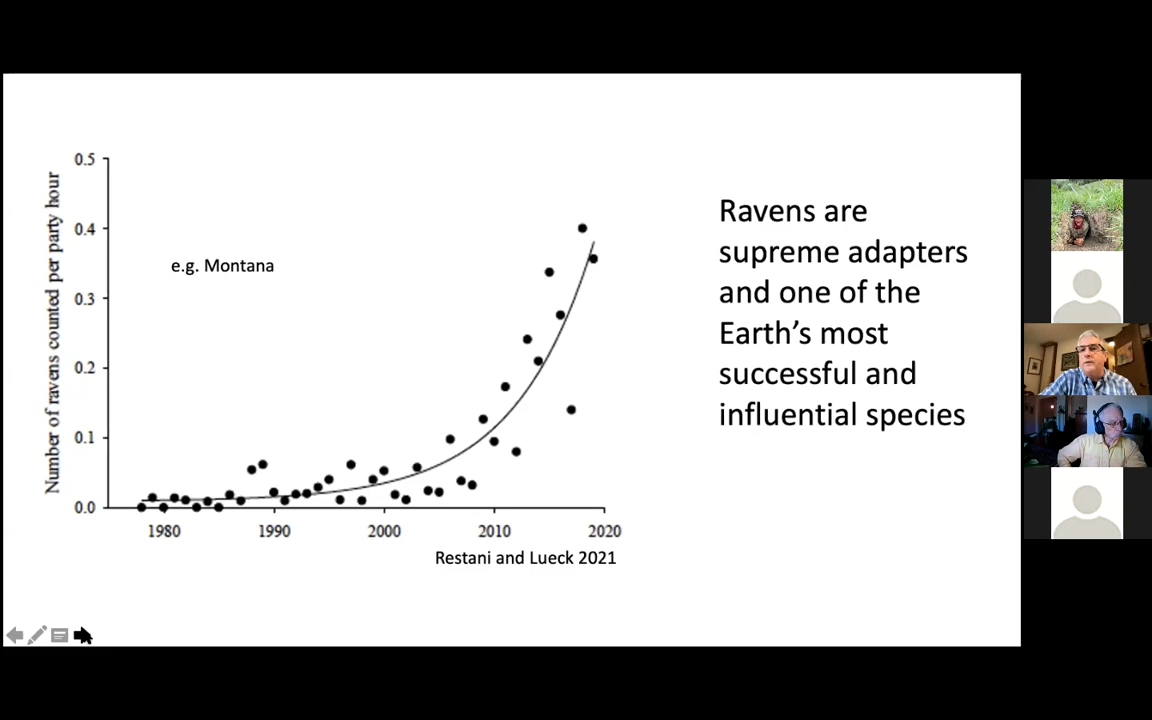 0.5
0.4
0.3
0.2
0.1
0.0
Number of ravens counted per party hour
e.g. Montana
1980 1990 2000 2010 2020
Restani and Lueck 2021
Ravens are
supreme adapters
and one of the
Earth’s most
successful and
influential species